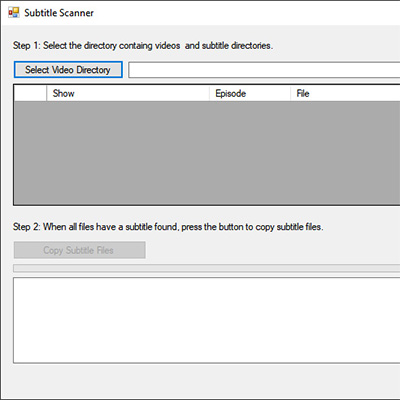 Subtitle Scanner
Step 1: Select the directory containg videos  and subtitle directories.
Select Video Directory
Show Episode File
Step 2: When all files have a subtitle found, press the button to copy subtitle files.
Copy Subtitle Files